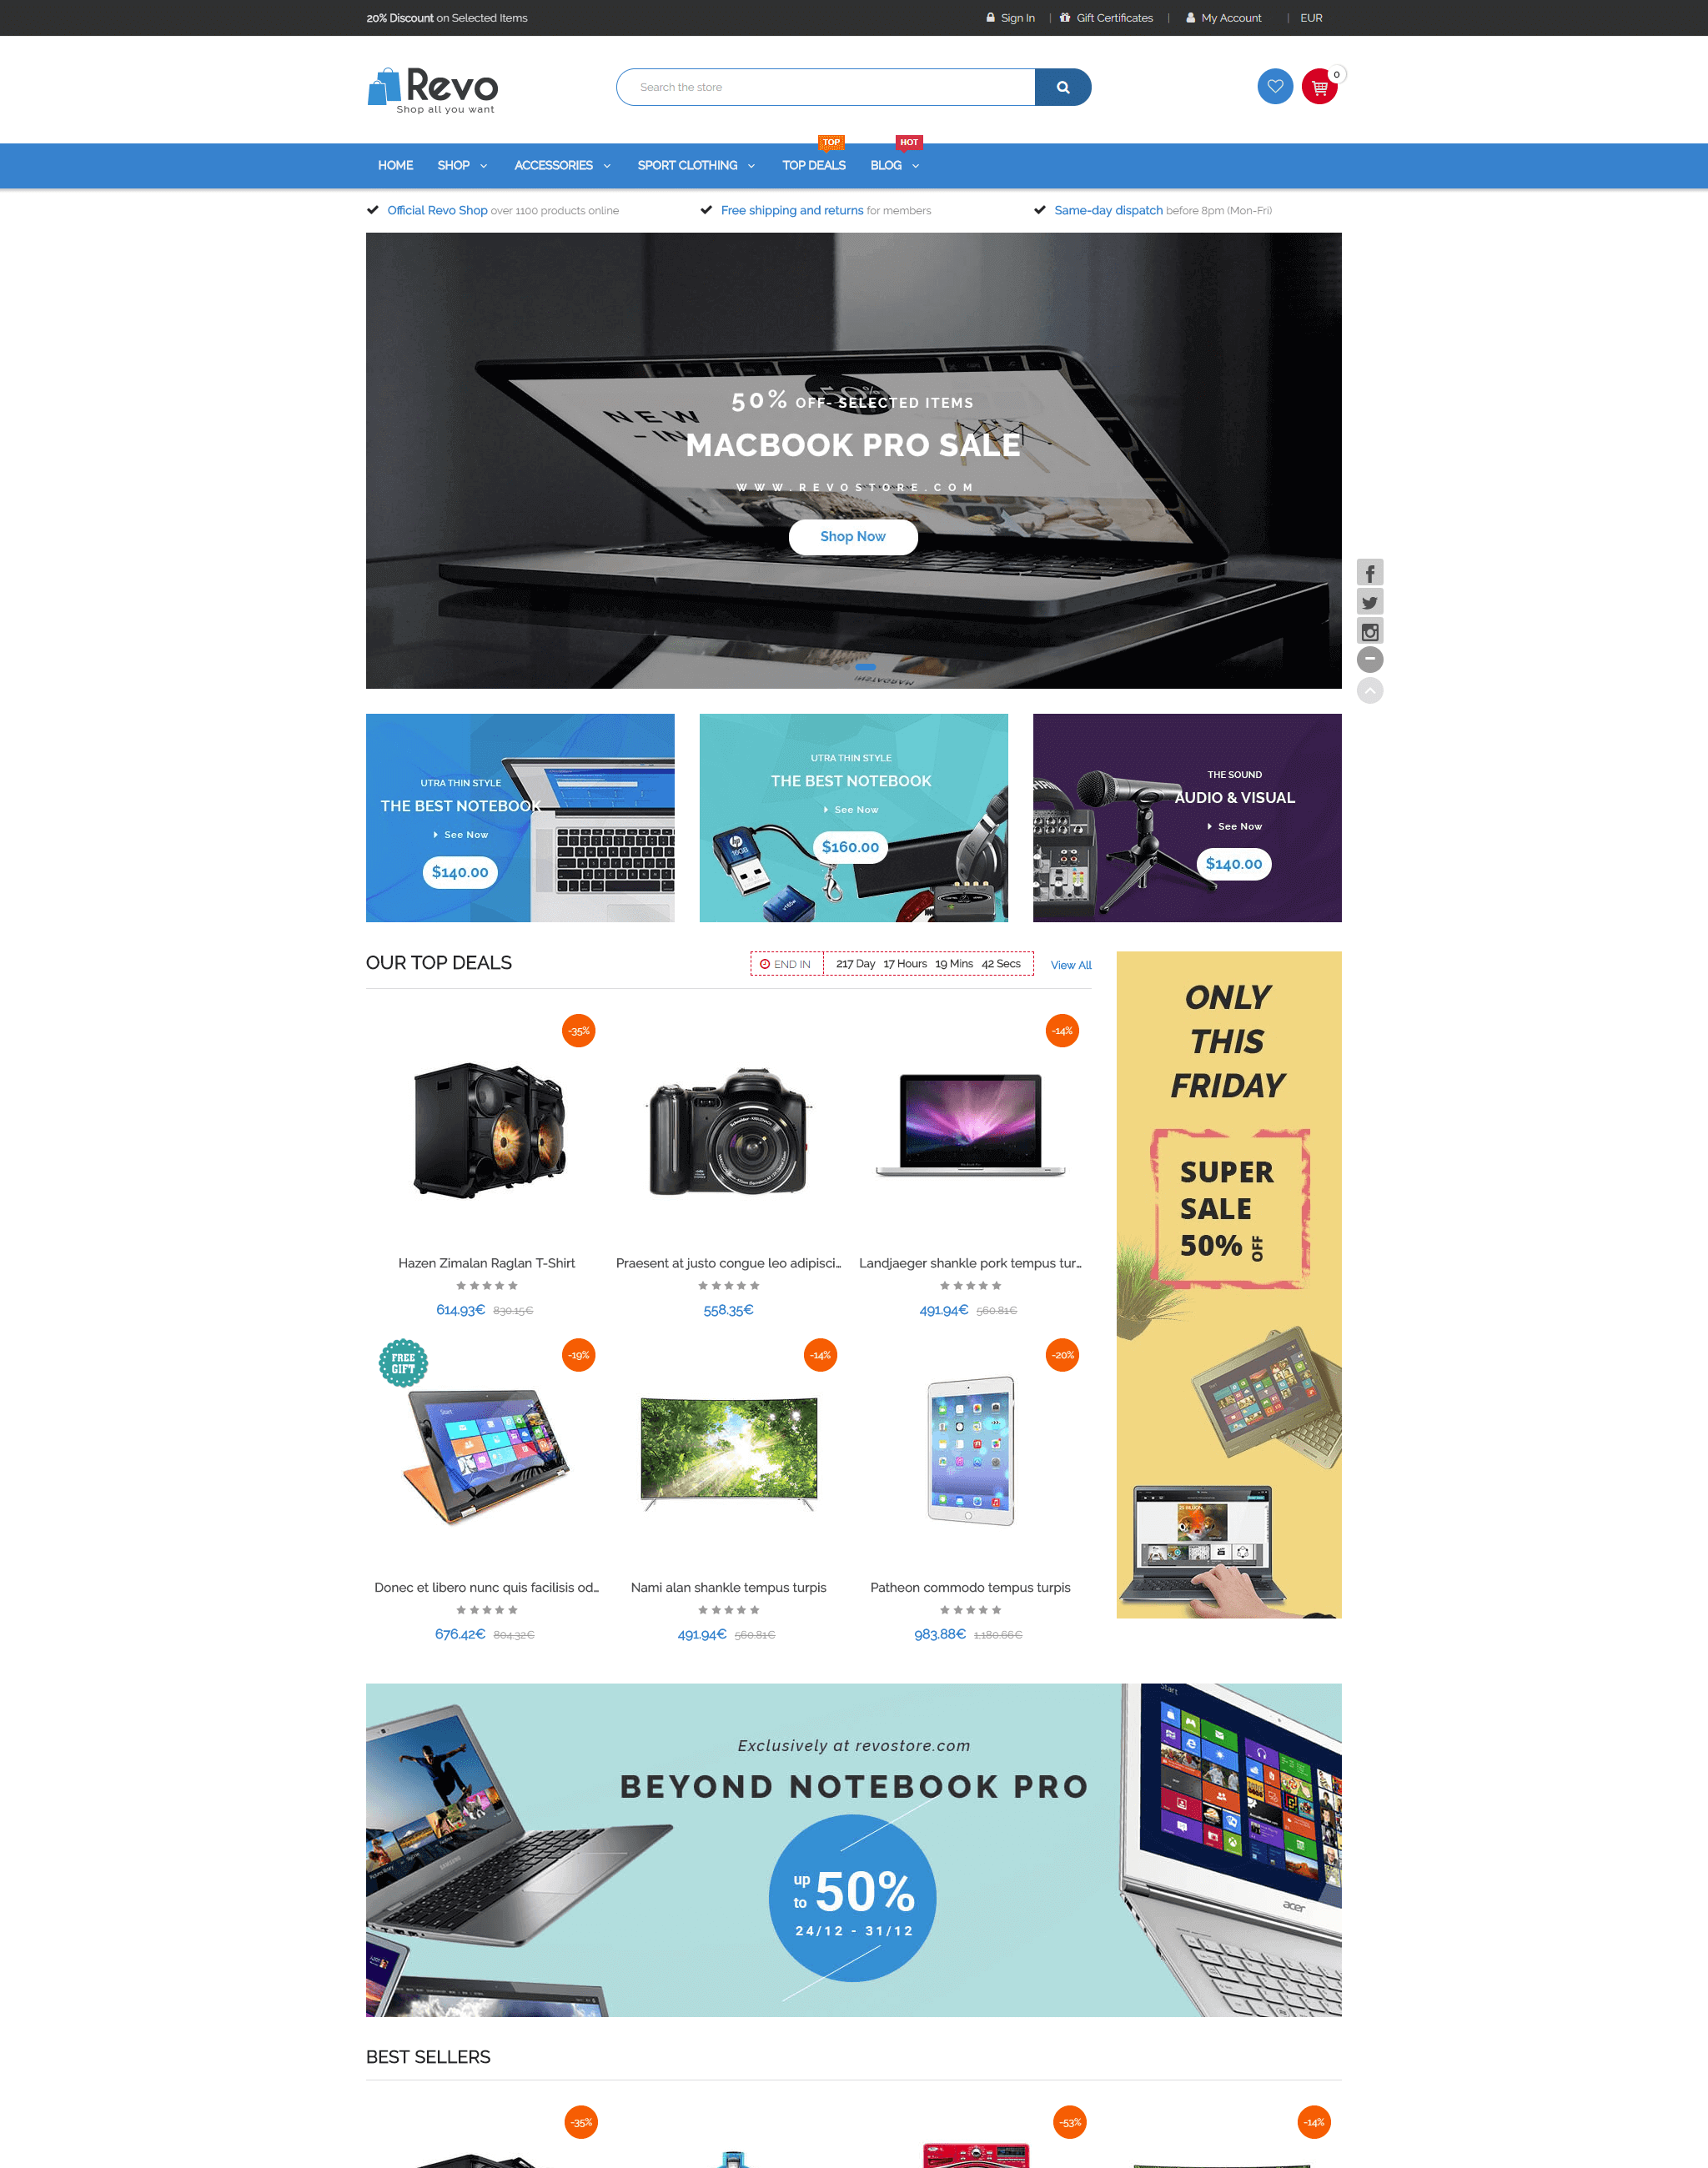 20% Discount on Selected Items
Sign In | Gift Certificates | My Account | EUR
Revo
Shop all you want
Search the store
0
TOP
HOT
HOME SHOP ACCESSORIES SPORT CLOTHING TOP DEALS BLOG
Official Revo Shop over 1100 products online
Free shipping and returns for members
Same-day dispatch before 8pm (Mon-Fri)
NEW
-IN
50% OFF- SELECTED ITEMS
MACBOOK PRO SALE
WWW.REVOSTORE.COM
Shop Now
UTRA THIN STYLE
THE BEST NOTEBOOK
See Now
$140.00
UTRA THIN STYLE
THE BEST NOTEBOOK
See Now
$160.00
hp
16GB
THE SOUND
AUDIO & VISUAL
See Now
$140.00
OUR TOP DEALS
END IN
217 Day 17 Hours 19 Mins 42 Secs
View All
-35%
-14%
Hazen Zimalan Raglan T-Shirt
614.93€ 830.15€
Praesent at justo congue leo adipisci...
558.35€
Landjaeger shankle pork tempus tur...
491.94€ 560.81€
FREE
GIFT
-19%
-14%
-20%
Start
Donec et libero nunc quis facilisis od...
676.42€ 804.32€
Nami alan shankle tempus turpis
491.94€ 560.81€
Patheon commodo tempus turpis
983.88€ 1,180.66€
ONLY
THIS
FRIDAY
SUPER
SALE
50% OFF
Exclusively at revostore.com
BEYOND NOTEBOOK PRO
up
to 50%
24/12 - 31/12
Start
acer
SAMSUNG
BEST SELLERS
-35%
-53%
-14%